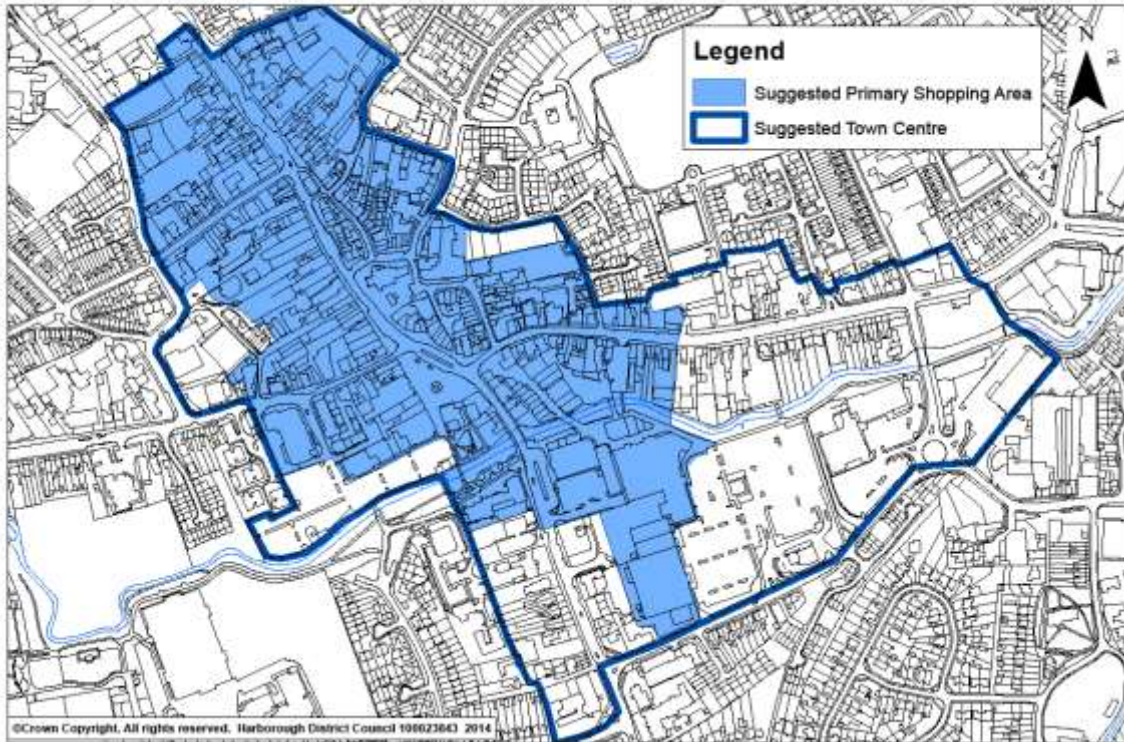 Legend
Suggested Primary Shopping Area
Suggested Town Centre
N
©Crown Copyright. All rights reserved. Harborough District Council 100023843 2014